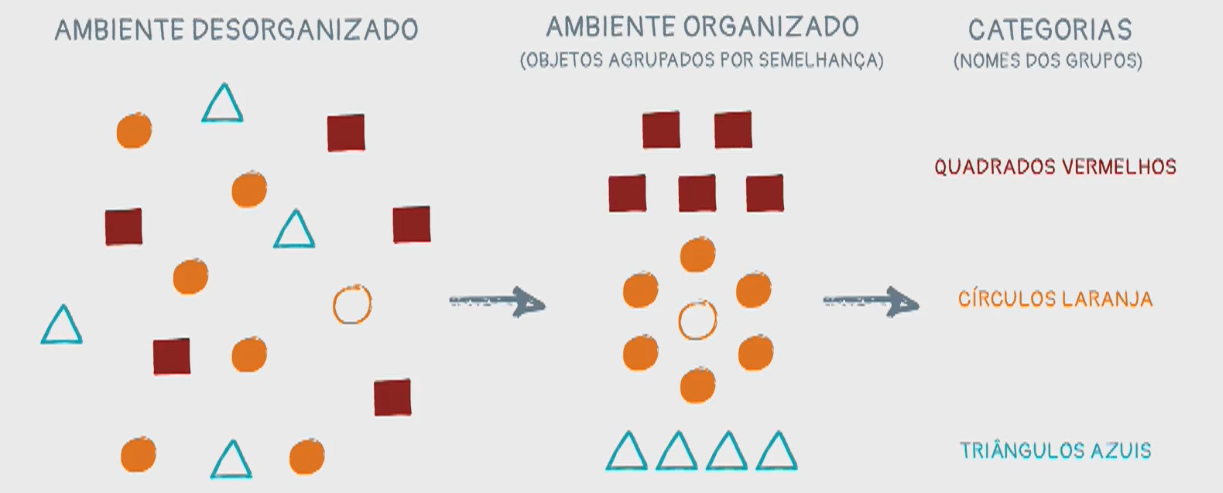 AMBIENTE DESORGANIZADO
AMBIENTE ORGANIZADO
(OBJETOS AGRUPADOS POR SEMELHANÇA)
CATEGORIAS
(NOMES DOS GRUPOS)
QUADRADOS VERMELHOS
CÍRCULOS LARANJA
TRIÂNGULOS AZUIS